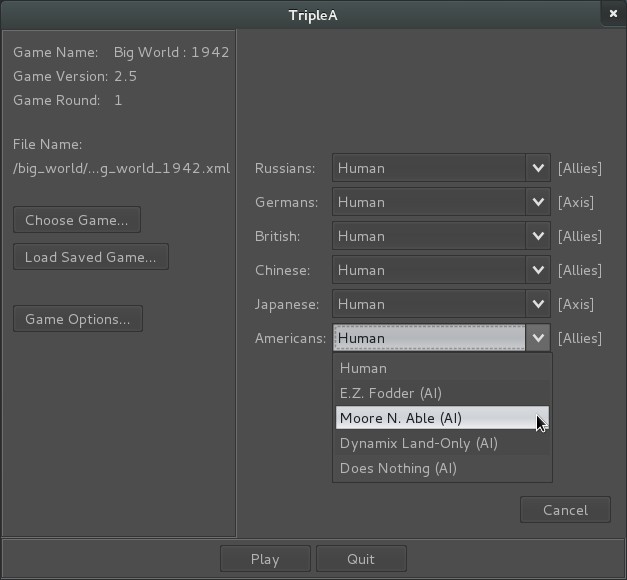 TripleA
Game Name: Big World : 1942
Game Version: 2.5
Game Round: 1
File Name:
/big_world/...g_world_1942.xml
Choose Game...
Load Saved Game...
Game Options...
Russians: Human [Allies]
Germans: Human [Axis]
British: Human [Allies]
Chinese: Human [Allies]
Japanese: Human [Axis]
Americans: Human [Allies]
Human
E.Z. Fodder (AI)
Moore N. Able (AI)
Dynamix Land-Only (AI)
Does Nothing (AI)
Cancel
Play Quit